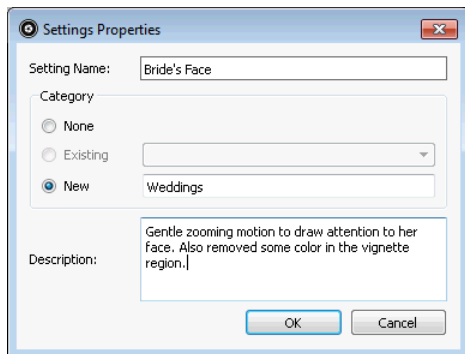 Settings Properties
Setting Name: Bride's Face
Category
None
Existing
New Weddings
Description:
Gentle zooming motion to draw attention to her
face. Also removed some color in the vignette
region.
OK Cancel